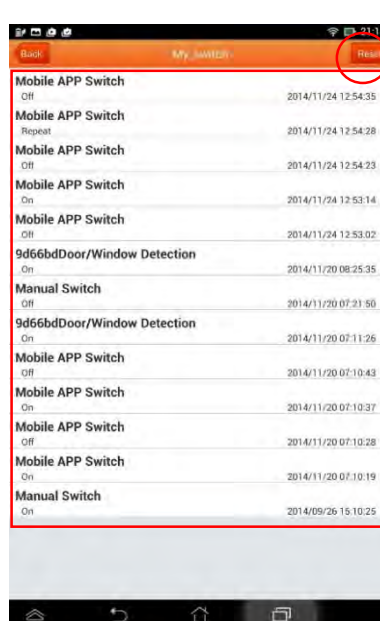 21:1
Back My_switch Reset
Mobile APP Switch
Off 2014/11/24 12:54:35
Mobile APP Switch
Repeat 2014/11/24 12:54:28
Mobile APP Switch
Off 2014/11/24 12:54:23
Mobile APP Switch
On 2014/11/24 12:53:14
Mobile APP Switch
Off 2014/11/24 12:53:02
9d66bdDoor/Window Detection
On 2014/11/20 08:25:35
Manual Switch
Off 2014/11/20 07:21:50
9d66bdDoor/Window Detection
On 2014/11/20 07:11:26
Mobile APP Switch
Off 2014/11/20 07:10:43
Mobile APP Switch
On 2014/11/20 07:10:37
Mobile APP Switch
Off 2014/11/20 07:10:28
Mobile APP Switch
On 2014/11/20 07:10:19
Manual Switch
On 2014/09/26 15:10:25